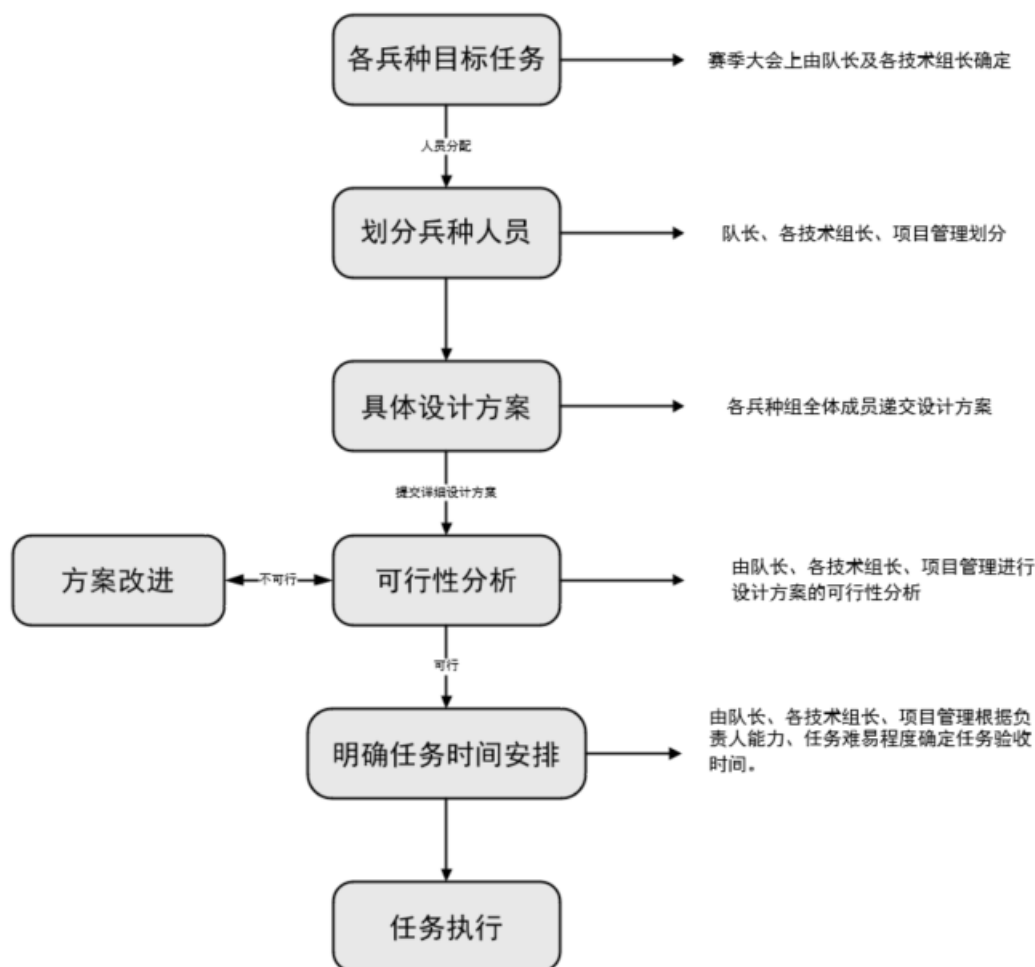 各兵种目标任务
赛季大会上由队长及各技术组长确定
人员分配
划分兵种人员
队长、各技术组长、项目管理划分
具体设计方案
各兵种组全体成员递交设计方案
提交详细设计方案
方案改进
不可行
可行性分析
由队长、各技术组长、项目管理进行
设计方案的可行性分析
可行
明确任务时间安排
由队长、各技术组长、项目管理根据负
责人能力、任务难易程度确定任务验收
时间。
任务执行